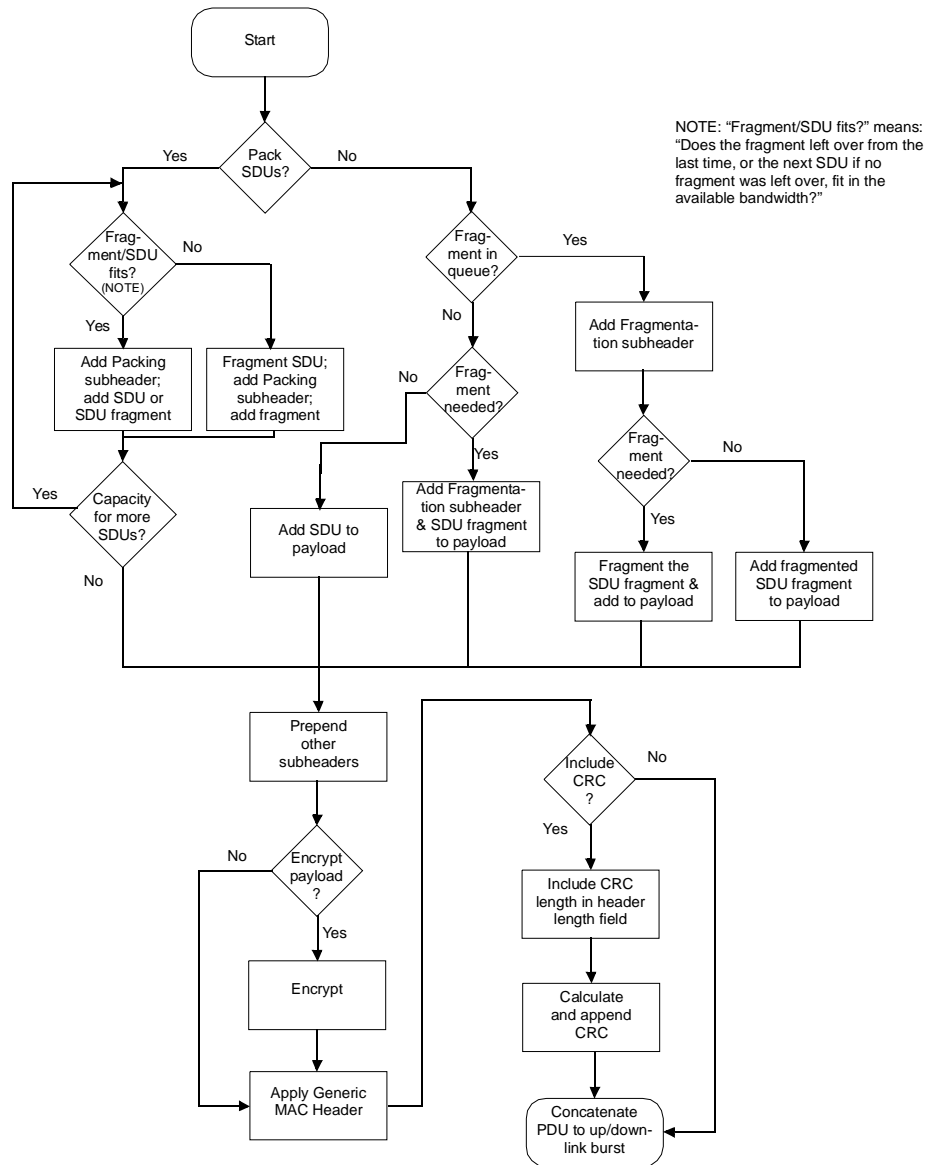 Start
Pack
SDUs?
Yes
No
NOTE: “Fragment/SDU fits?” means:
“Does the fragment left over from the
last time, or the next SDU if no
fragment was left over, fit in the
available bandwidth?”
Frag-
ment/SDU
fits?
(NOTE)
No
Yes
Add Packing
subheader;
add SDU or
SDU fragment
Fragment SDU;
add Packing
subheader;
add fragment
Capacity
for more
SDUs?
Yes
No
Frag-
ment in
queue?
Yes
No
Frag-
ment
needed?
No
Yes
Add SDU to
payload
Add Fragmenta-
tion subheader
& SDU fragment
to payload
Add Fragmenta-
tion subheader
Frag-
ment
needed?
No
Yes
Fragment the
SDU fragment &
add to payload
Add fragmented
SDU fragment
to payload
Prepend
other
subheaders
Encrypt
payload
?
No
Yes
Encrypt
Apply Generic
MAC Header
Include
CRC
?
No
Yes
Include CRC
length in header
length field
Calculate
and append
CRC
Concatenate
PDU to up/down-
link burst